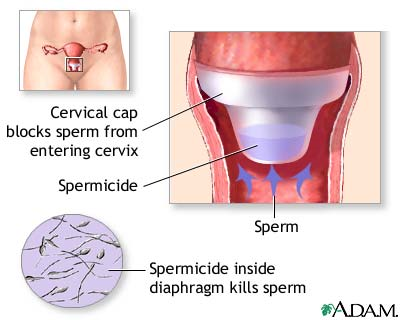 Cervical cap
blocks sperm from
entering cervix
Spermicide
Sperm
Spermicide inside
diaphragm kills sperm
A.D.A.M.